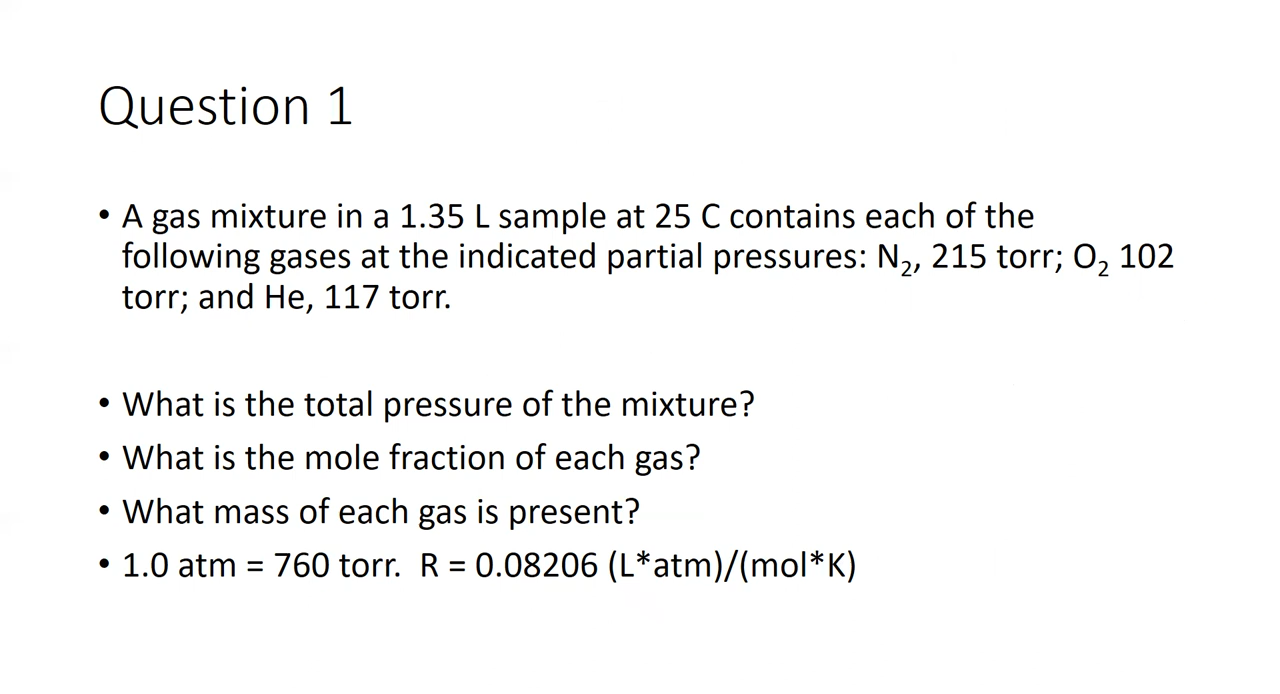 Question 1
• A gas mixture in a 1.35 L sample at 25 C contains each of the
following gases at the indicated partial pressures: N₂, 215 torr; O₂ 102
torr; and He, 117 torr.
• What is the total pressure of the mixture?
• What is the mole fraction of each gas?
• What mass of each gas is present?
• 1.0 atm = 760 torr.  R = 0.08206 (L*atm)/(mol*K)